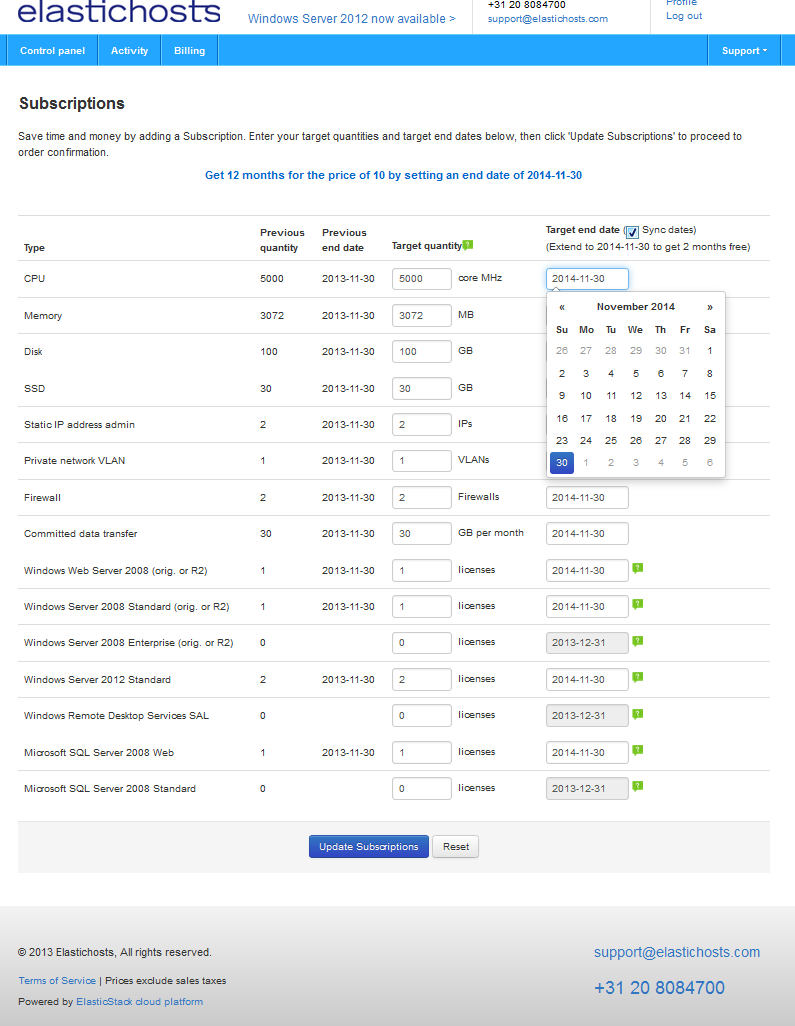 elastichosts
Windows Server 2012 now available >
+31 20 8084700
support@elastichosts.com
Profile
Log out
Control panel Activity Billing Support
Subscriptions
Save time and money by adding a Subscription. Enter your target quantities and target end dates below, then click 'Update Subscriptions' to proceed to
order confirmation.
Get 12 months for the price of 10 by setting an end date of 2014-11-30
Type Previous quantity Previous end date Target quantity ? Target end date (Sync dates)
(Extend to 2014-11-30 to get 2 months free)
CPU 5000 2013-11-30 5000 core MHz 2014-11-30
« November 2014 »
Su Mo Tu We Th Fr Sa
26 27 28 29 30 31 1
2 3 4 5 6 7 8
9 10 11 12 13 14 15
16 17 18 19 20 21 22
23 24 25 26 27 28 29
30 1 2 3 4 5 6
Memory 3072 2013-11-30 3072 MB
Disk 100 2013-11-30 100 GB
SSD 30 2013-11-30 30 GB
Static IP address admin 2 2013-11-30 2 IPs
Private network VLAN 1 2013-11-30 1 VLANs
Firewall 2 2013-11-30 2 Firewalls 2014-11-30
Committed data transfer 30 2013-11-30 30 GB per month 2014-11-30
Windows Web Server 2008 (orig. or R2) 1 2013-11-30 1 licenses 2014-11-30 ?
Windows Server 2008 Standard (orig. or R2) 1 2013-11-30 1 licenses 2014-11-30 ?
Windows Server 2008 Enterprise (orig. or R2) 0 0 licenses 2013-12-31 ?
Windows Server 2012 Standard 2 2013-11-30 2 licenses 2014-11-30 ?
Windows Remote Desktop Services SAL 0 0 licenses 2013-12-31 ?
Microsoft SQL Server 2008 Web 1 2013-11-30 1 licenses 2014-11-30 ?
Microsoft SQL Server 2008 Standard 0 0 licenses 2013-12-31 ?
Update Subscriptions Reset
© 2013 Elastichosts, All rights reserved.
Terms of Service | Prices exclude sales taxes
Powered by ElasticStack cloud platform
support@elastichosts.com
+31 20 8084700